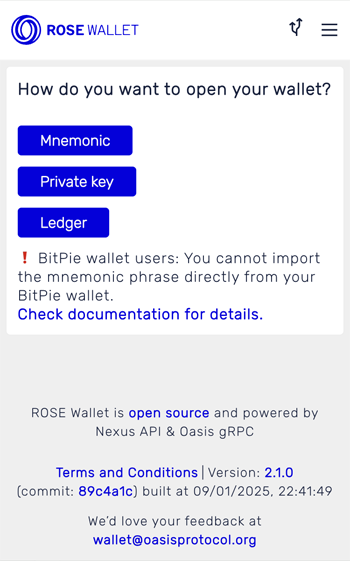 ROSE WALLET
How do you want to open your wallet?
Mnemonic
Private key
Ledger
❗ BitPie wallet users: You cannot import
the mnemonic phrase directly from your
BitPie wallet.
Check documentation for details.
ROSE Wallet is open source and powered by
Nexus API & Oasis gRPC
Terms and Conditions | Version: 2.1.0
(commit: 89c4a1c) built at 09/01/2025, 22:41:49
We’d love your feedback at
wallet@oasisprotocol.org